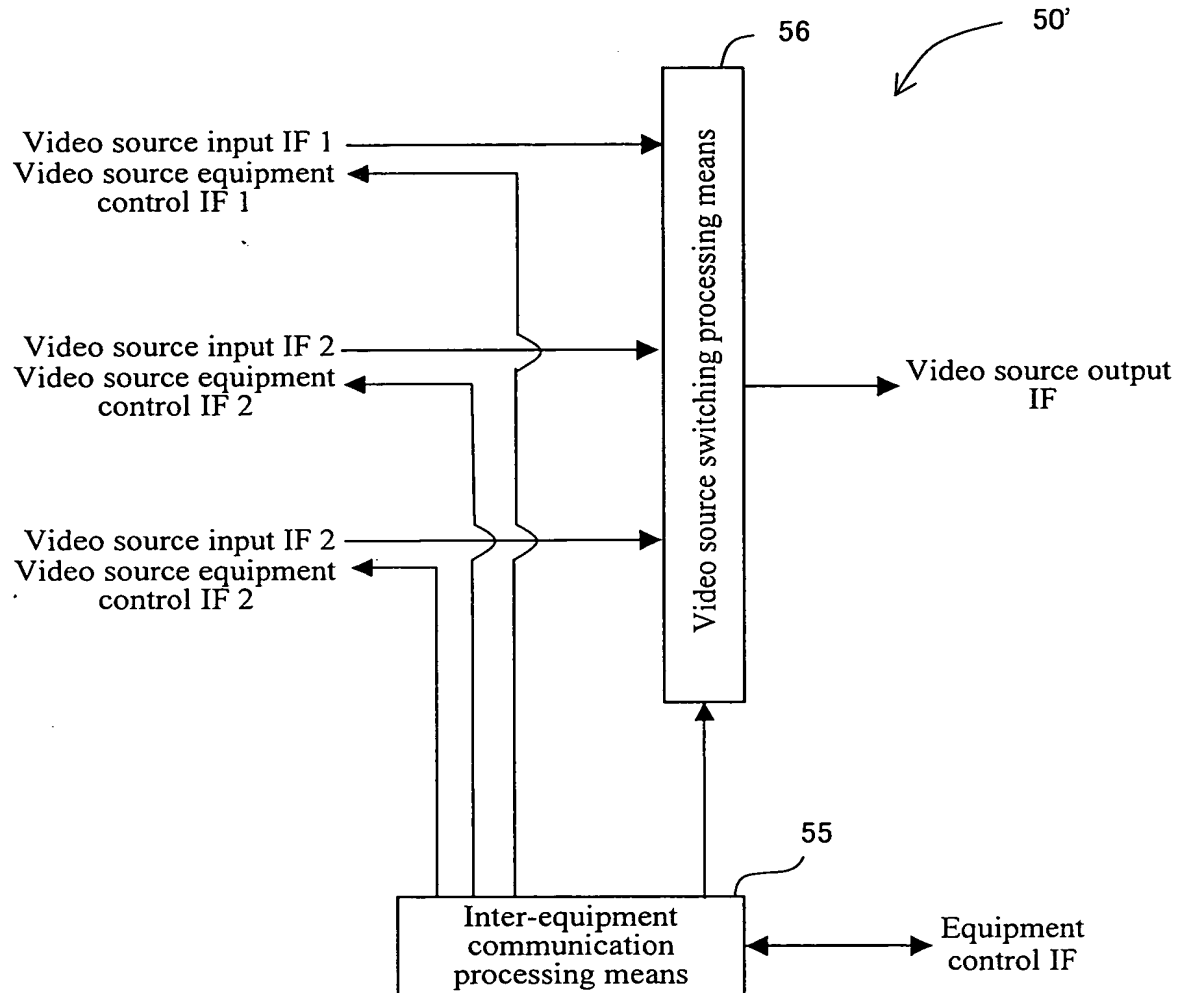 56
50'
Video source input IF 1
Video source equipment
control IF 1
Video source switching processing means
Video source input IF 2
Video source equipment
control IF 2
Video source output
IF
Video source input IF 2
Video source equipment
control IF 2
55
Inter-equipment
communication
processing means
Equipment
control IF